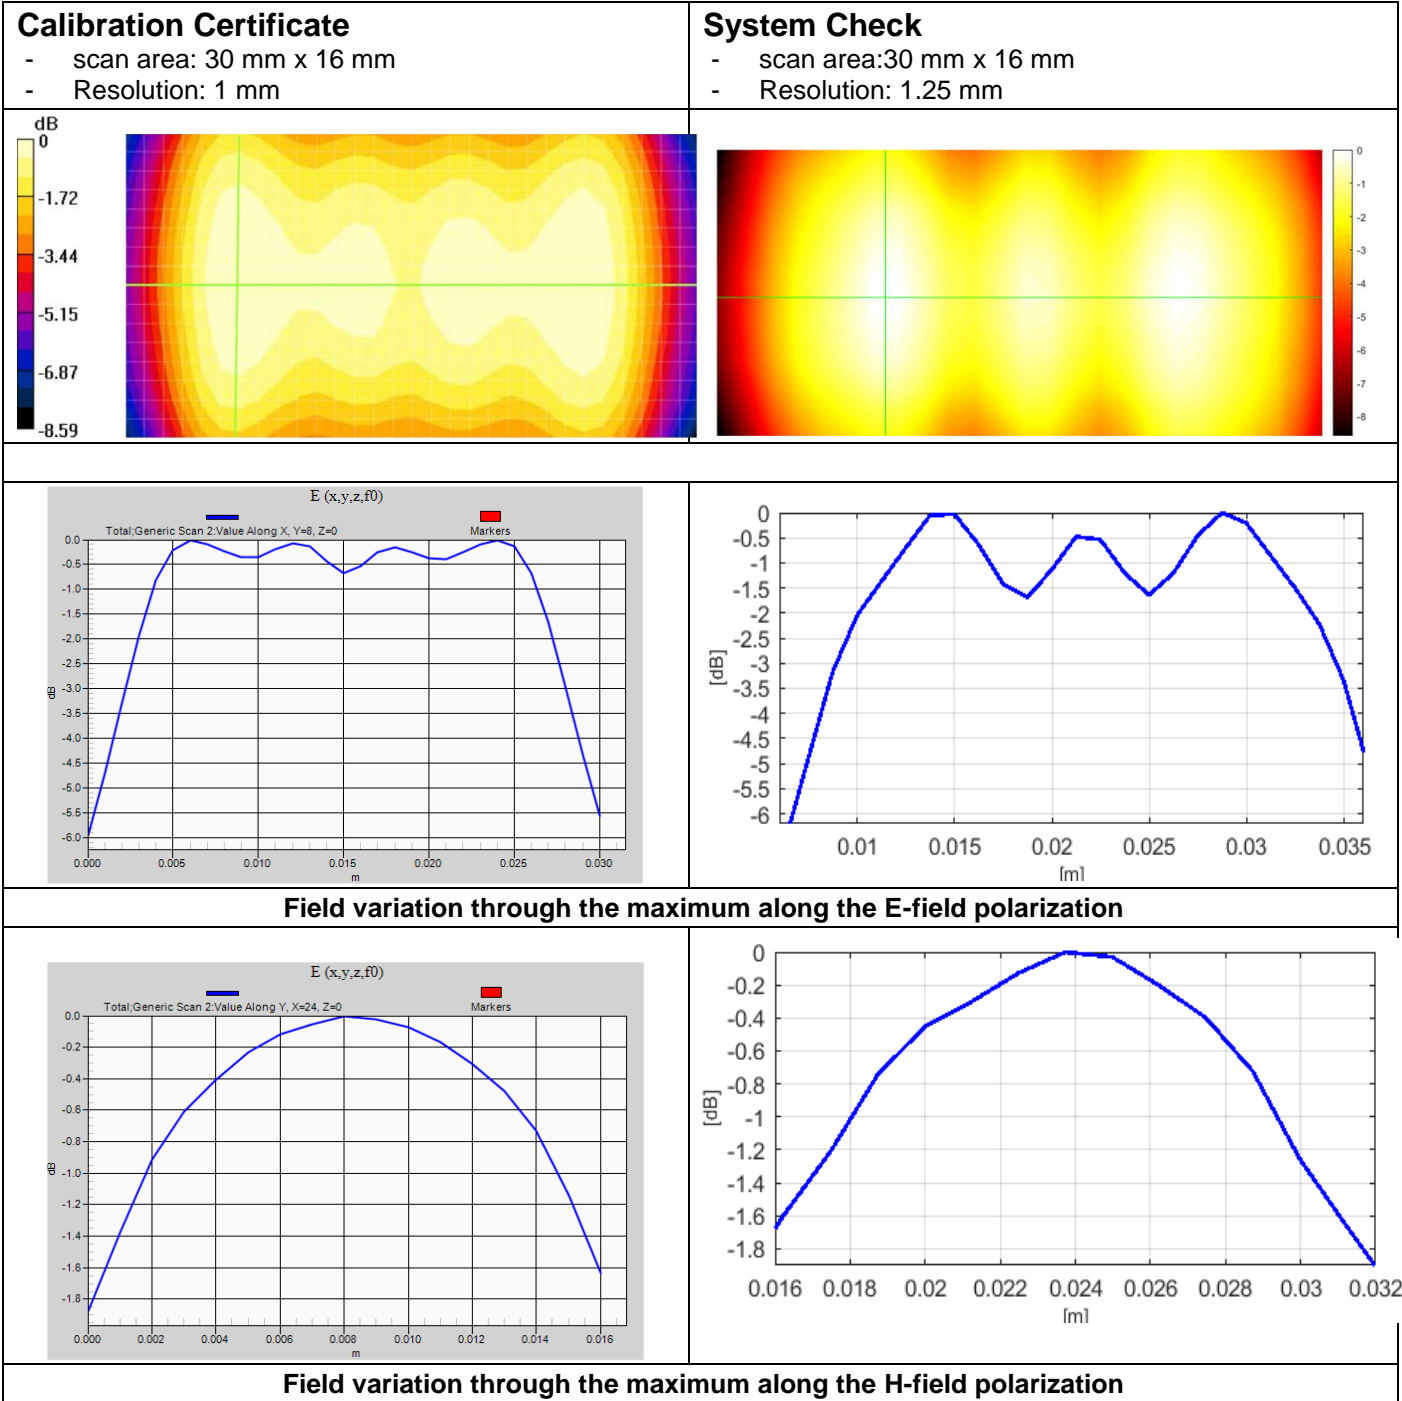 Calibration Certificate
- scan area: 30 mm x 16 mm
- Resolution: 1 mm
System Check
- scan area:30 mm x 16 mm
- Resolution: 1.25 mm
dB
0
-1.72
-3.44
-5.15
-6.87
-8.59
0
-1
-2
-3
-4
-5
-6
-7
-8
E (x,y,z,f0)
Total;Generic Scan 2:Value Along X, Y=8, Z=0
Markers
0.0
-0.5
-1.0
-1.5
-2.0
-2.5
-3.0
-3.5
-4.0
-4.5
-5.0
-5.5
-6.0
dB
0.000 0.005 0.010 0.015 0.020 0.025 0.030
m
0
-0.5
-1
-1.5
-2
-2.5
-3
-3.5
-4
-4.5
-5
-5.5
-6
[dB]
0.01 0.015 0.02 0.025 0.03 0.035
[m]
Field variation through the maximum along the E-field polarization
E (x,y,z,f0)
Total;Generic Scan 2:Value Along Y, X=24, Z=0
Markers
0.0
-0.2
-0.4
-0.6
-0.8
-1.0
-1.2
-1.4
-1.6
-1.8
dB
0.000 0.002 0.004 0.006 0.008 0.010 0.012 0.014 0.016
m
0
-0.2
-0.4
-0.6
-0.8
-1
-1.2
-1.4
-1.6
-1.8
[dB]
0.016 0.018 0.02 0.022 0.024 0.026 0.028 0.03 0.032
[m]
Field variation through the maximum along the H-field polarization